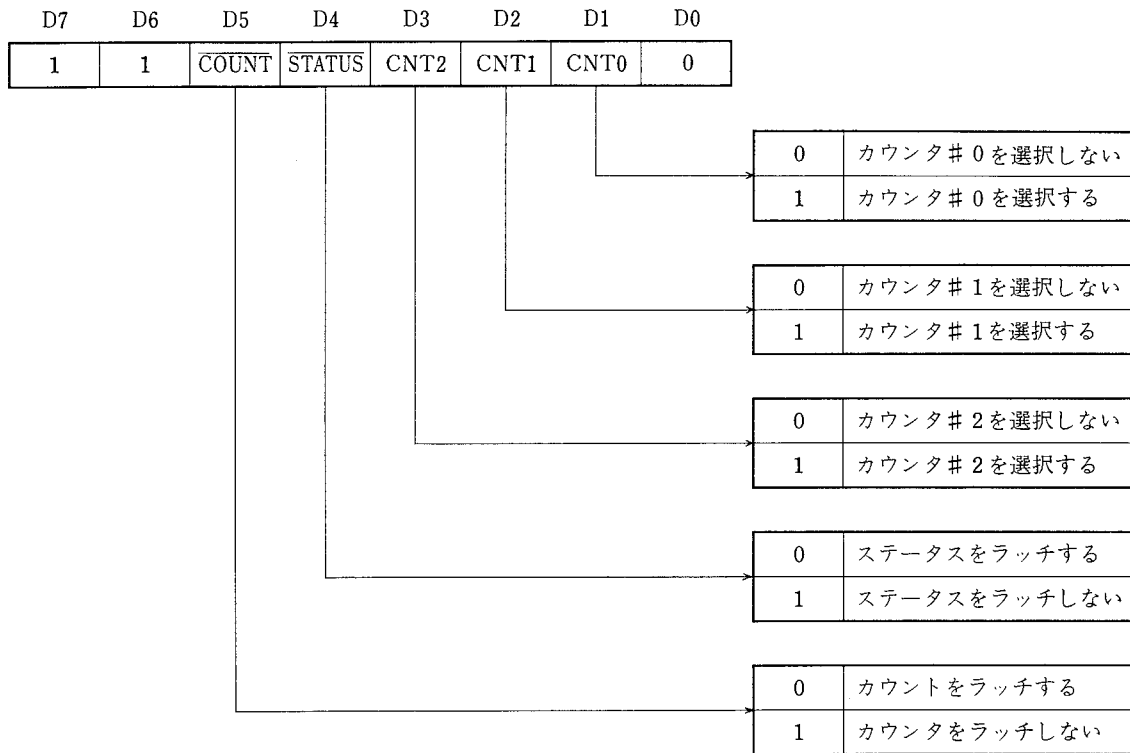 D7 D6 D5 D4 D3 D2 D1 D0
1 1 COUNT STATUS CNT2 CNT1 CNT0 0
0 カウンタ#0を選択しない
1 カウンタ#0を選択する
0 カウンタ#1を選択しない
1 カウンタ#1を選択する
0 カウンタ#2を選択しない
1 カウンタ#2を選択する
0 ステータスをラッチする
1 ステータスをラッチしない
0 カウントをラッチする
1 カウンタをラッチしない